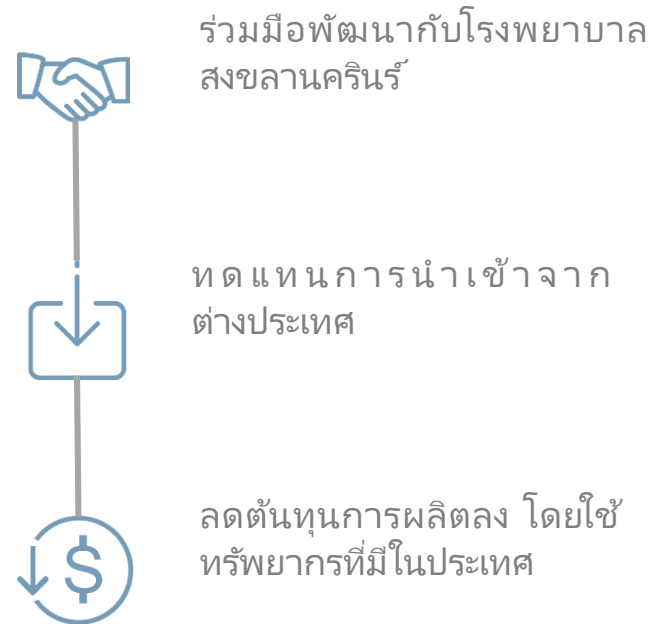 ร่วมมือพัฒนากับโรงพยาบาล
สงขลานครินร์
ทดแทนการนำเข้าจาก
ต่างประเทศ
ลดต้นทุนการผลิตลง โดยใช้
ทรัพยากรที่มีในประเทศ
$